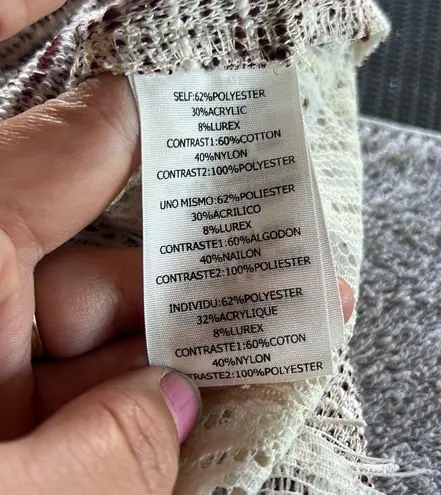 SELF:62%POLYESTER
30%ACRYLIC
8%LUREX
CONTRAST1:60%COTTON
40%NYLON
CONTRAST2:100%POLYESTER
UNO MISMO:62%POLIESTER
30%ACRILICO
8%LUREX
CONTRASTE1:60%ALGODON
40%NAILON
CONTRASTE2:100%POLIESTER
INDIVIDU:62%POLYESTER
32%ACRYLIQUE
8%LUREX
CONTRASTE1:60%COTON
40%NYLON
TRASTE2:100%POLYESTER